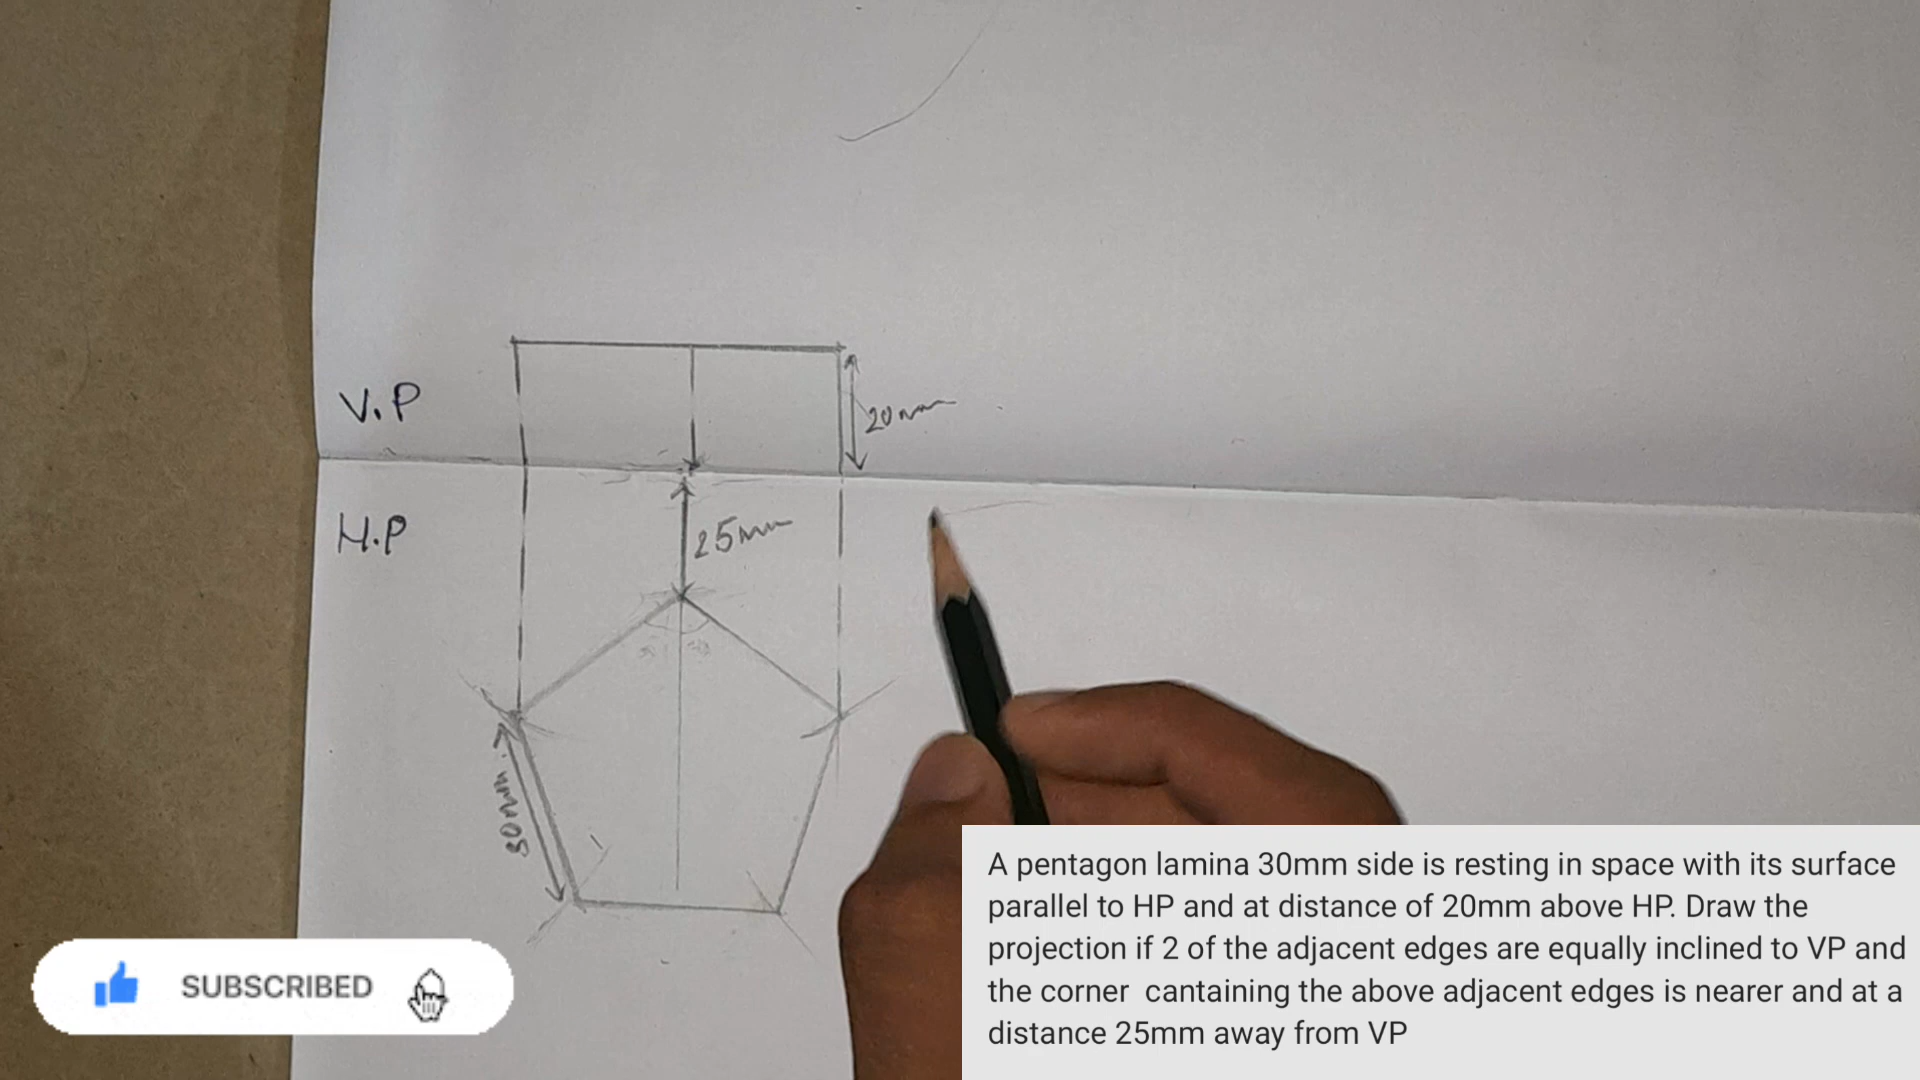 V.P
20mm
H.P
25mm
30mm
SUBSCRIBED
A pentagon lamina 30mm side is resting in space with its surface
parallel to HP and at distance of 20mm above HP. Draw the
projection if 2 of the adjacent edges are equally inclined to VP and
the corner cantaining the above adjacent edges is nearer and at a
distance 25mm away from VP